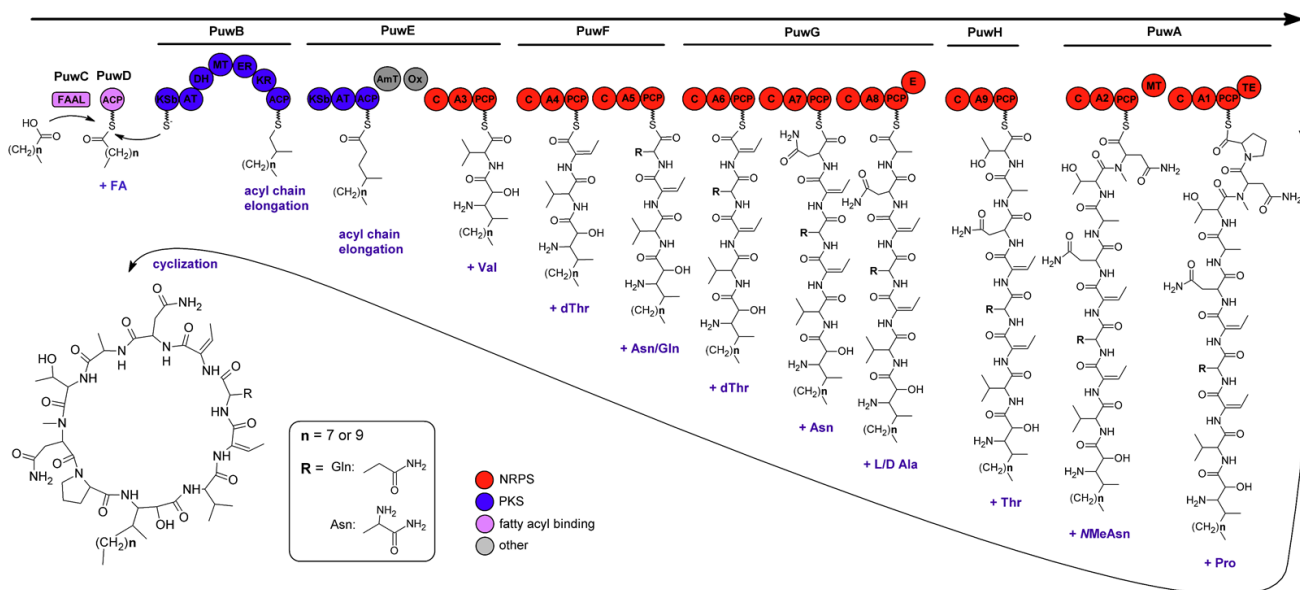 PuwB
PuwE
PuwF
PuwG
PuwH
PuwA
PuwC
PuwD
FAAL
ACP
KSb
AT
DH
MT
ER
KR
ACP
KSb
AT
ACP
AmT
Ox
C
A3
PCP
C
A4
PCP
C
A5
PCP
C
A6
PCP
C
A7
PCP
C
A8
PCP
E
C
A9
PCP
C
A2
PCP
MT
C
A1
PCP
TE
+ FA
acyl chain
elongation
acyl chain
elongation
+ Val
+ dThr
+ Asn/Gln
+ dThr
+ Asn
+ L/D Ala
+ Thr
+ NMeAsn
+ Pro
cyclization
n = 7 or 9
R = Gln:
Asn:
NRPS
PKS
fatty acyl binding
other